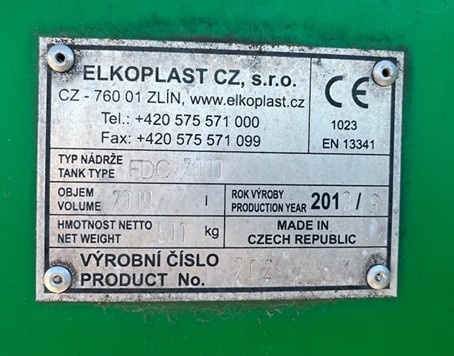 ELKOPLAST CZ, s.r.o.
CZ - 760 01 ZLÍN, www.elkoplast.cz
Tel.: +420 575 571 000
Fax: +420 575 571 099
CE
1023
EN 13341
TYP NÁDRŽE
TANK TYPE FDC
OBJEM
VOLUME l
ROK VÝROBY
PRODUCTION YEAR
HMOTNOST NETTO
NET WEIGHT kg
MADE IN
CZECH REPUBLIC
VÝROBNÍ ČÍSLO
PRODUCT No.